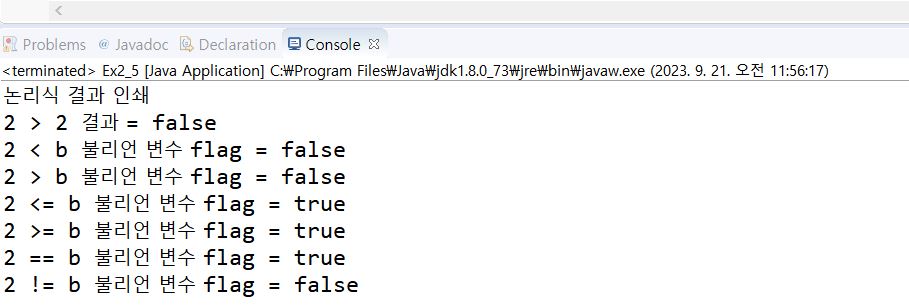 Problems @ Javadoc Declaration Console
<terminated> Ex2_5 [Java Application] C:₩Program Files₩Java₩jdk1.8.0_73₩jre₩bin₩javaw.exe (2023. 9. 21. 오전 11:56:17)
논리식 결과 인쇄
2 > 2 결과 = false
2 < b 불리언 변수 flag = false
2 > b 불리언 변수 flag = false
2 <= b 불리언 변수 flag = true
2 >= b 불리언 변수 flag = true
2 == b 불리언 변수 flag = true
2 != b 불리언 변수 flag = false